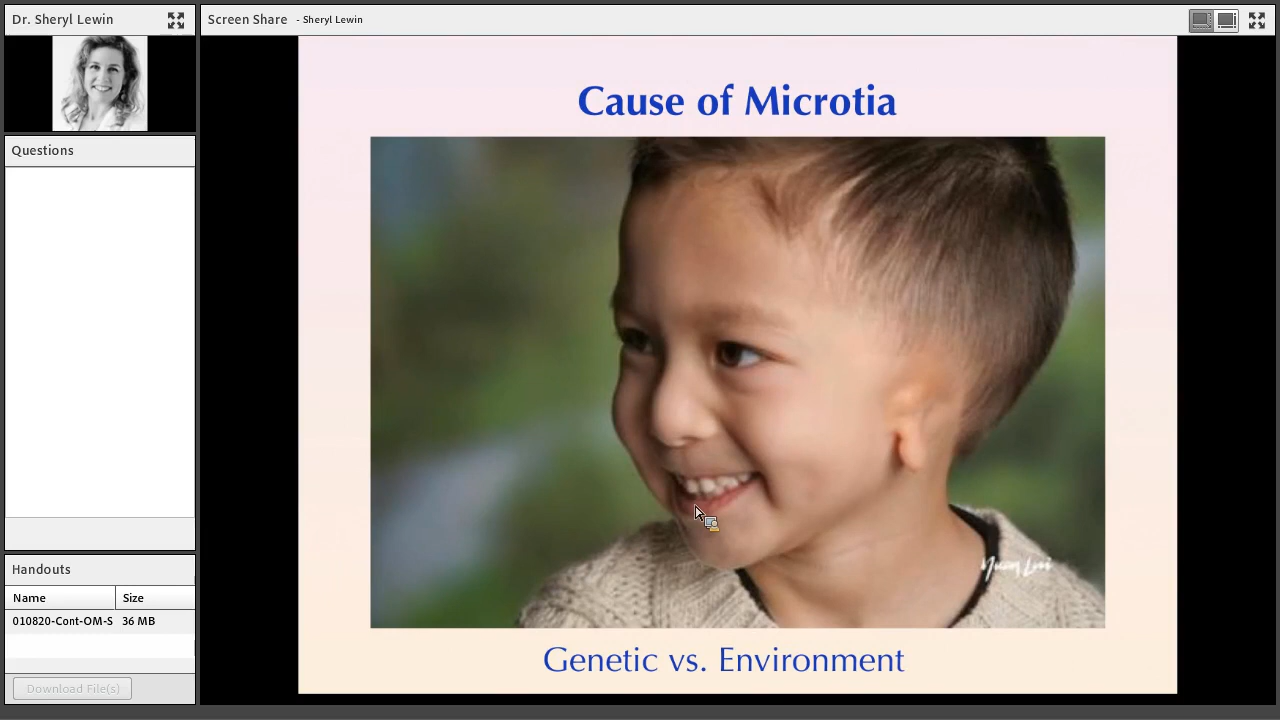 Dr. Sheryl Lewin
Screen Share - Sheryl Lewin
Questions
Handouts
Name Size
010820-Cont-OM-S 36 MB
Download File(s)
Cause of Microtia
Genetic vs. Environment